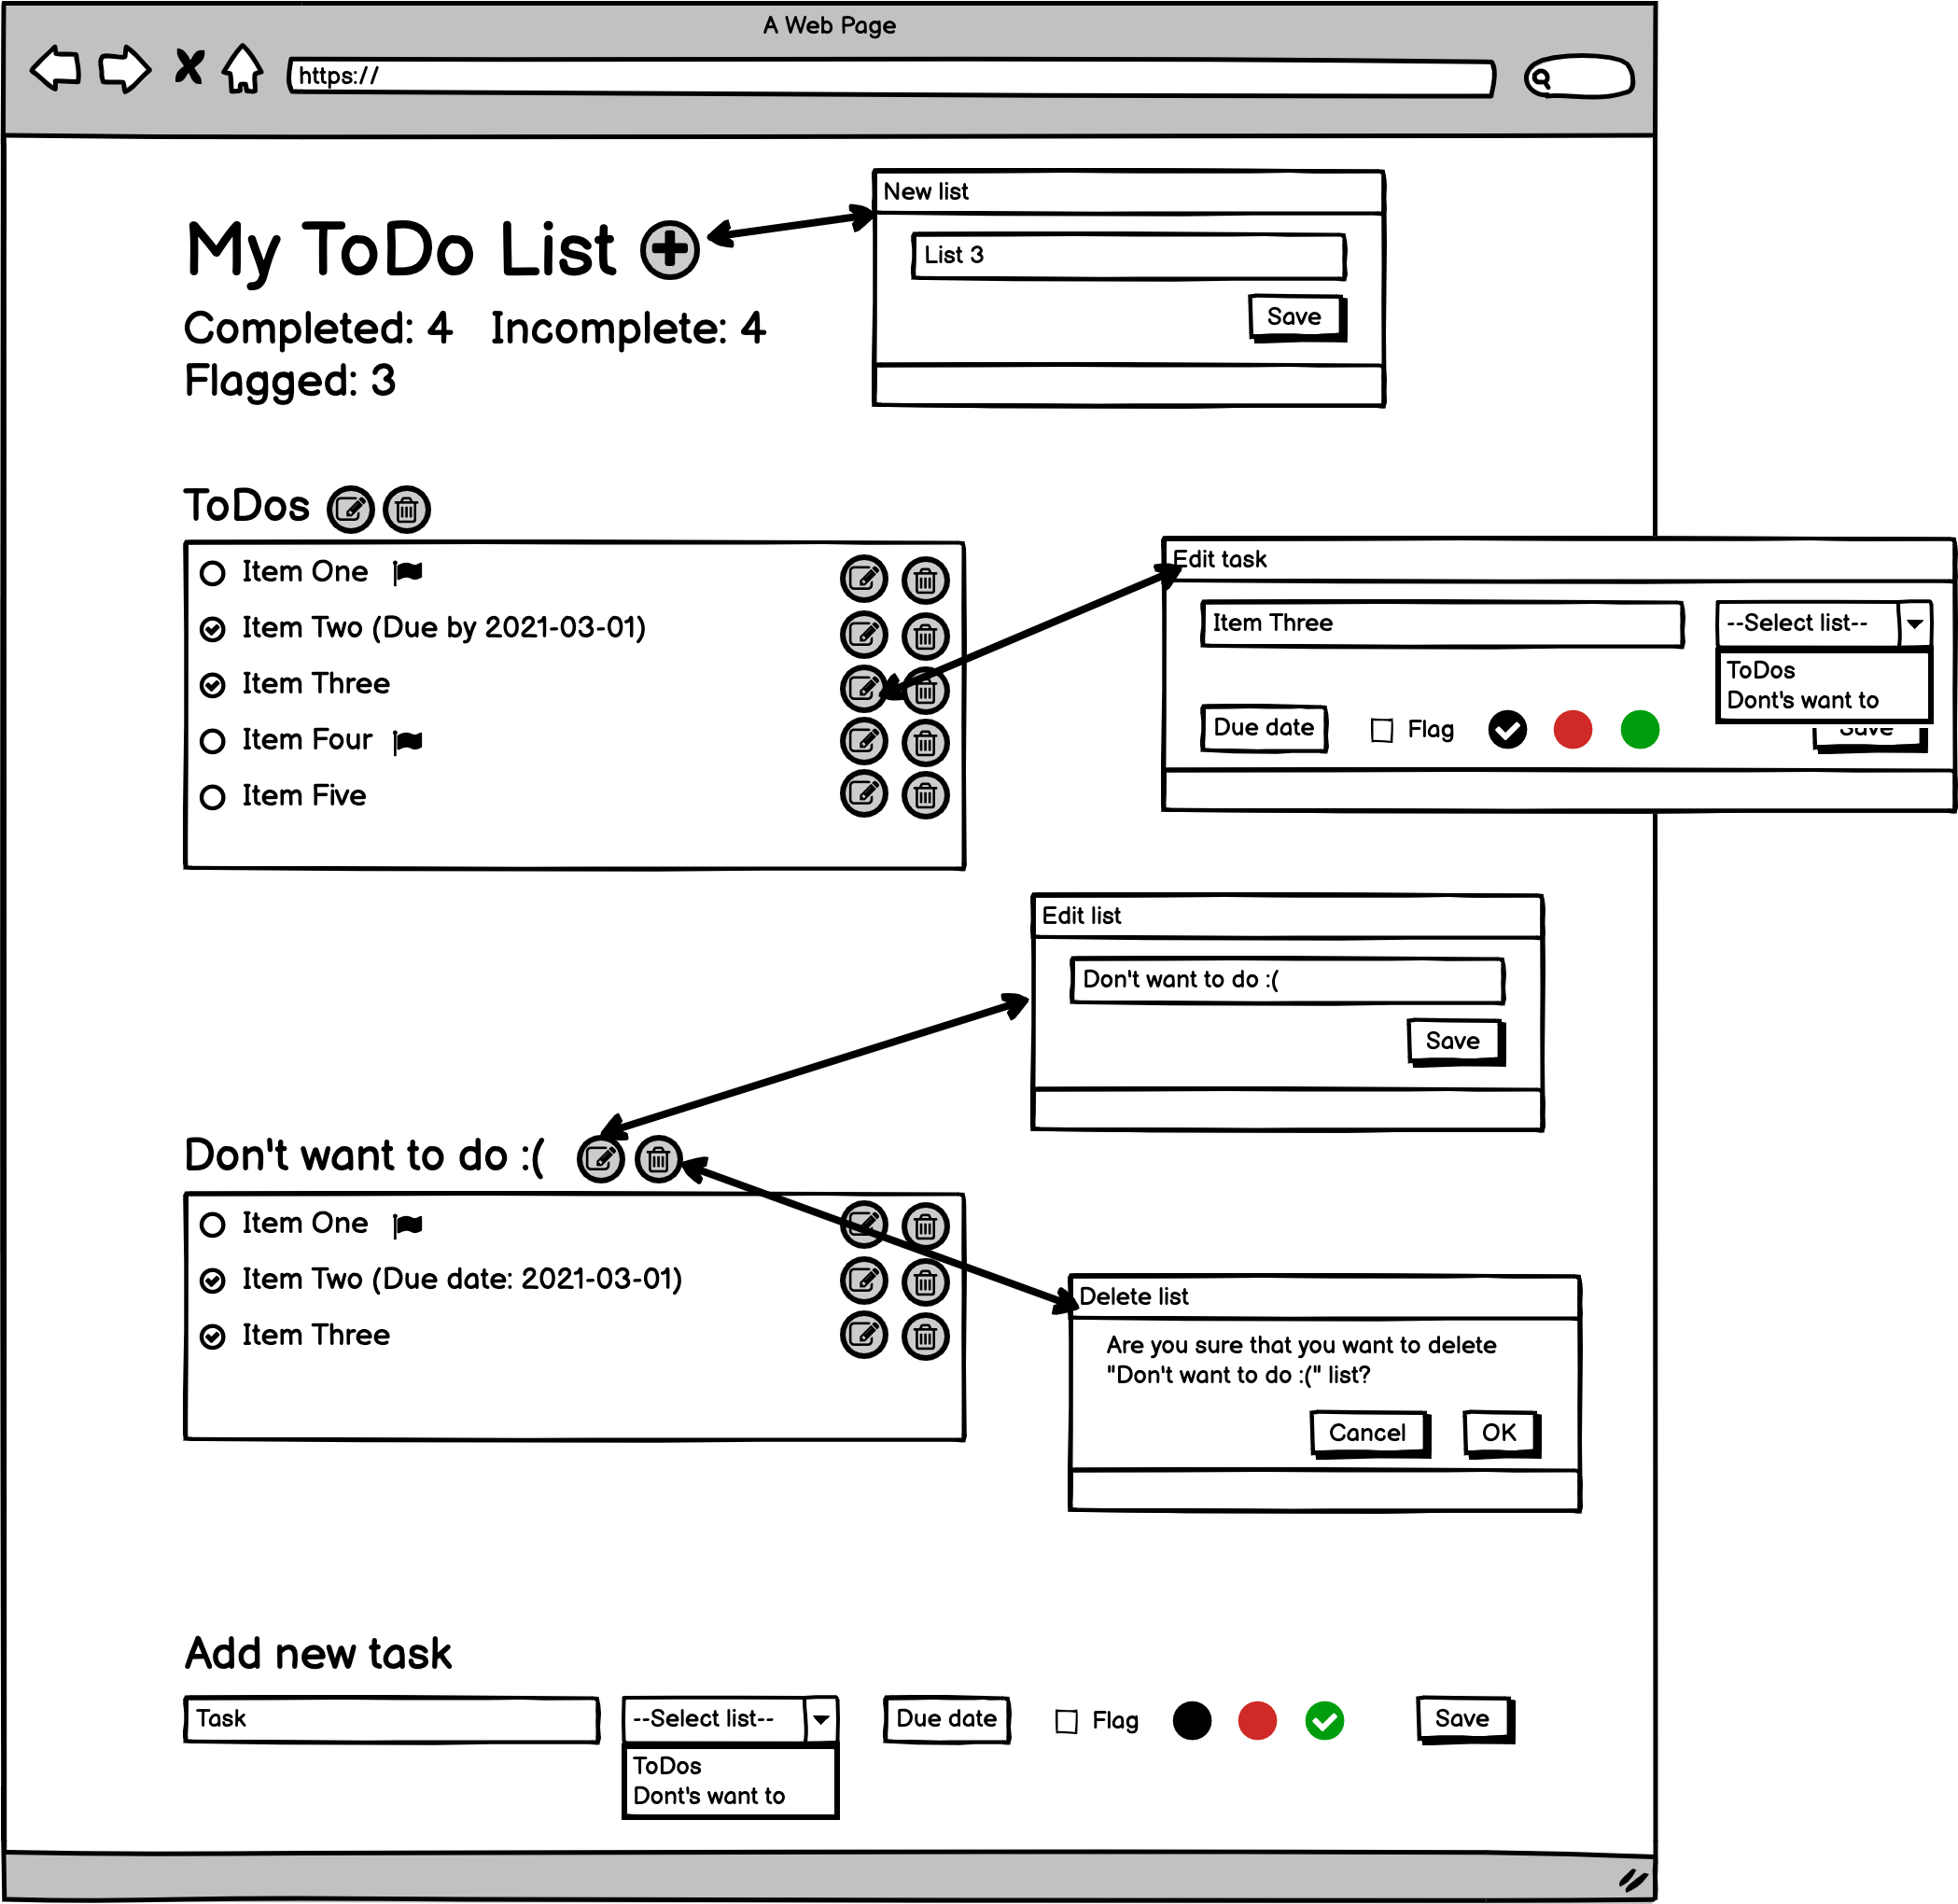 A Web Page
https://
New list
My ToDo List
List 3
Save
Completed: 4 Incomplete: 4
Flagged: 3
ToDos
Item One
Item Two (Due by 2021-03-01)
Item Three
Item Four
Item Five
Edit task
Item Three
--Select list--
ToDos
Dont's want to
Due date
Flag
Save
Edit list
Don't want to do :(
Save
Don't want to do :(
Item One
Item Two (Due date: 2021-03-01)
Item Three
Delete list
Are you sure that you want to delete
"Don't want to do :(" list?
Cancel OK
Add new task
Task
--Select list--
Due date
Flag
Save
ToDos
Dont's want to